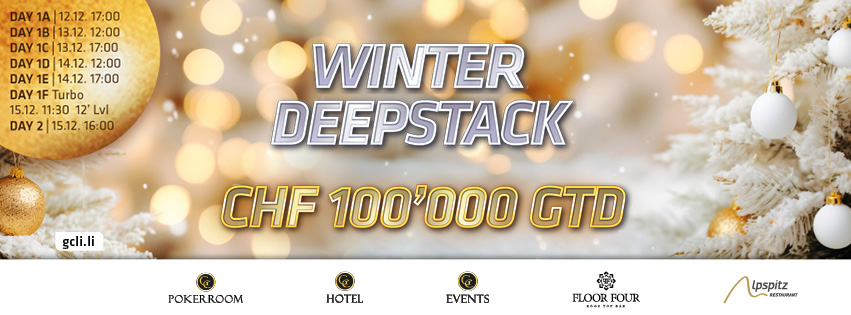 DAY 1A | 12.12. 17:00
DAY 1B | 13.12. 12:00
DAY 1C | 13.12. 17:00
DAY 1D | 14.12. 12:00
DAY 1E | 14.12. 17:00
DAY 1F Turbo
15.12. 11:30 12' Lvl
DAY 2 | 15.12. 16:00
WINTER
DEEPSTACK
CHF 100'000 GTD
gcli.li
POKERROOM
HOTEL
EVENTS
FLOOR FOUR
ROOF TOP BAR
Alpspitz
RESTAURANT